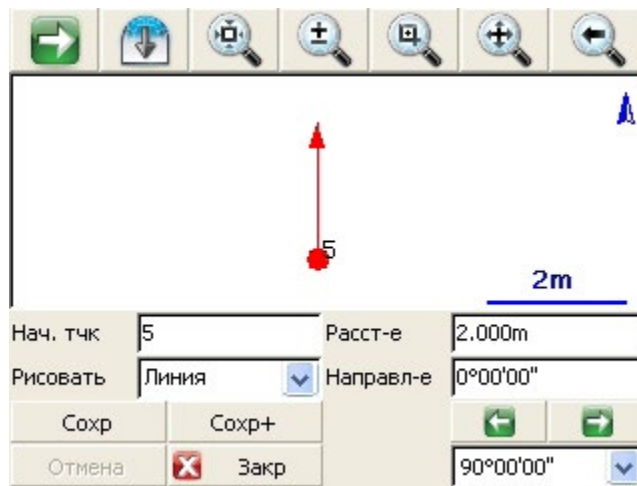 5
2m
Нач. тчк 5 Расст-е 2.000m
Рисовать Линия Направл-е 0°00'00"
Сохр Сохр+
Отмена Закр 90°00'00"